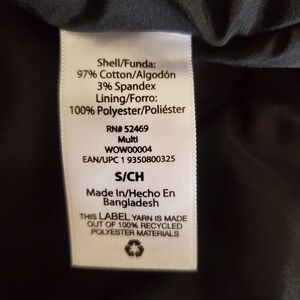 Shell/Funda:
97% Cotton/Algodón
3% Spandex
Lining/Forro:
100% Polyester/Poliéster
RN# 52469
Multi
WOW00004
EAN/UPC 1 9350800325
S/CH
Made In/Hecho En
Bangladesh
THIS LABEL YARN IS MADE
OUT OF 100% RECYCLED
POLYESTER MATERIALS